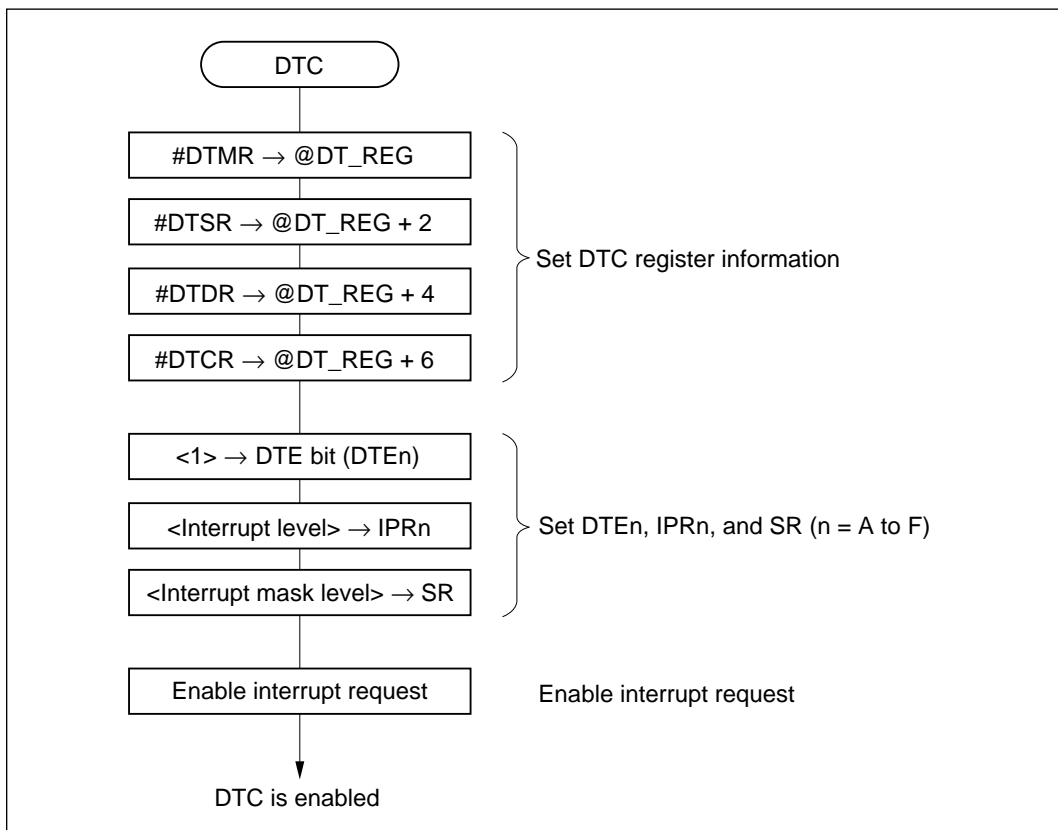 DTC
#DTMR → @DT_REG
#DTSR → @DT_REG + 2
#DTDR → @DT_REG + 4
#DTCR → @DT_REG + 6
Set DTC register information
<1> → DTE bit (DTEn)
<Interrupt level> → IPRn
<Interrupt mask level> → SR
Set DTEn, IPRn, and SR (n = A to F)
Enable interrupt request
Enable interrupt request
DTC is enabled